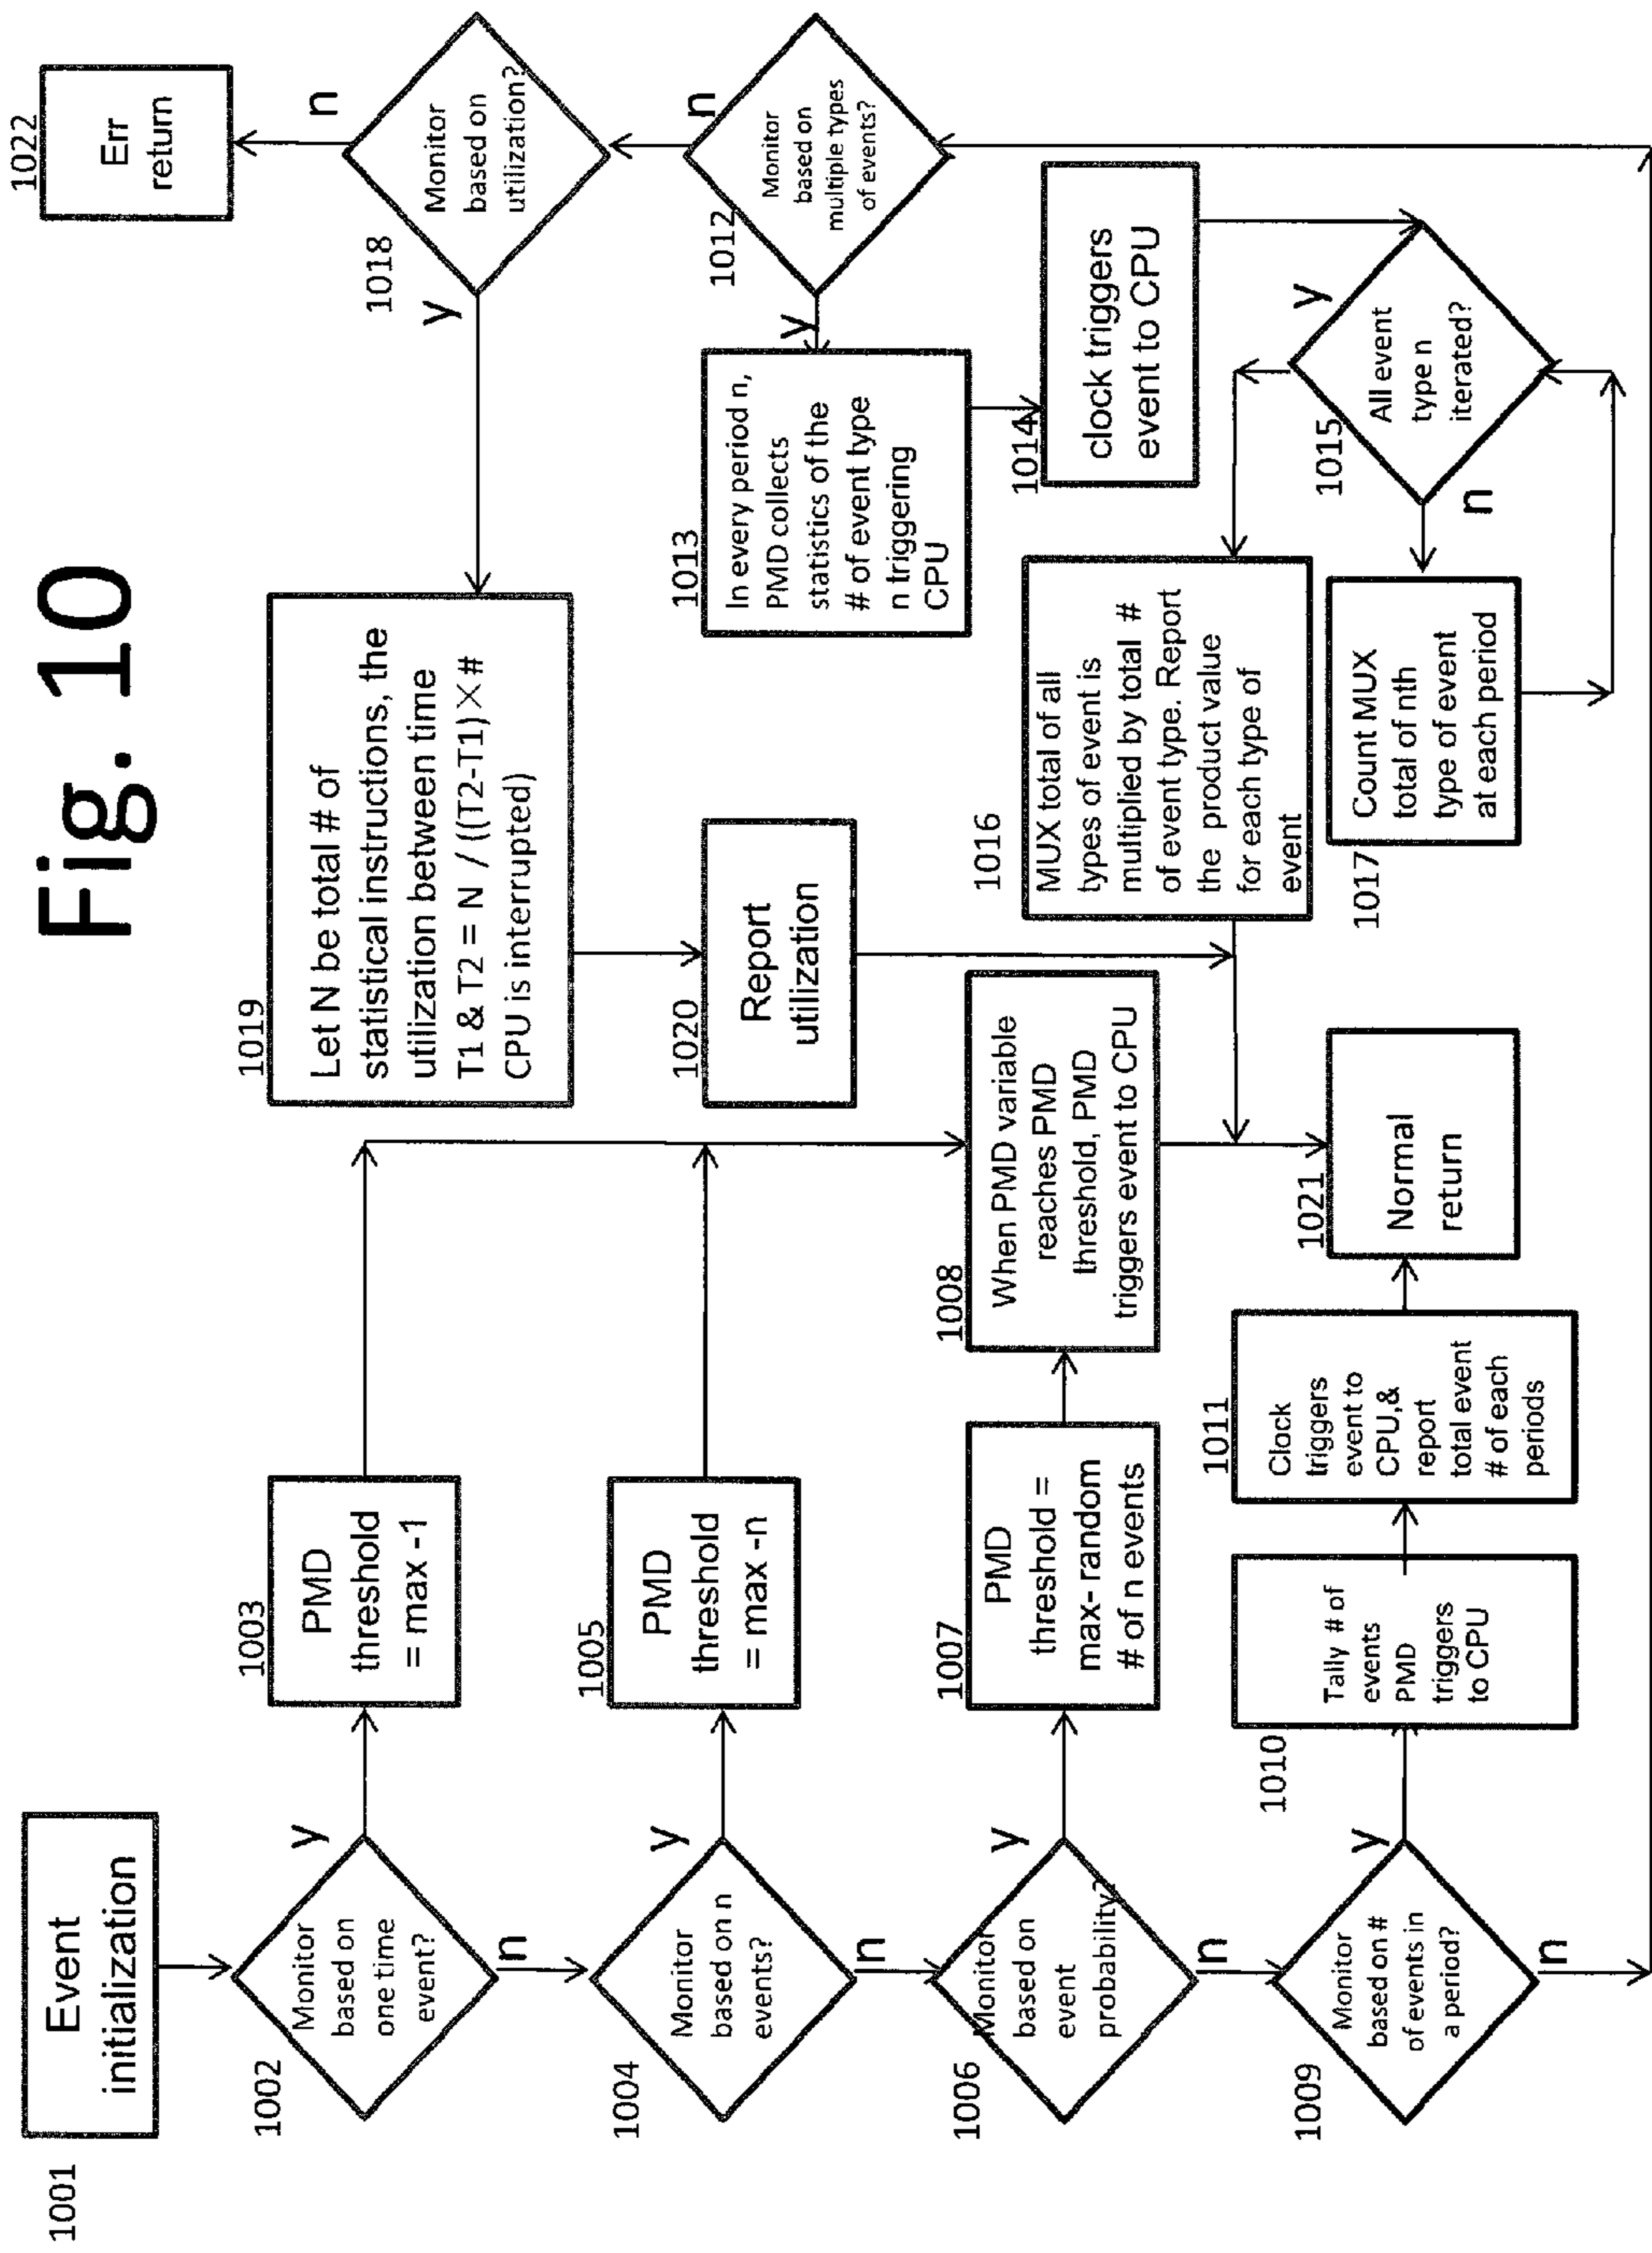 Fig. 10
1001
Event
initialization
1002
Monitor
based on
one time
event?
y
n
1003
PMD
threshold
= max -1
1004
Monitor
based on n
events?
y
n
1005
PMD
threshold
= max -n
1006
Monitor
based on
event
probability?
y
n
1007
PMD
threshold =
max- random
# of n events
1008
When PMD variable
reaches PMD
threshold, PMD
triggers event to CPU
1009
Monitor
based on #
of events in
a period?
y
n
1010
Tally # of
events
PMD
triggers
to CPU
1011
Clock
triggers
event to
CPU,&
report
total event
# of each
periods
1021
Normal
return
1019
Let N be total # of
statistical instructions, the
utilization between time
T1 & T2 = N / ((T2-T1)×#
CPU is interrupted)
1020
Report
utilization
1016
MUX total of all
types of event is
multiplied by total #
of event type. Report
the product value
for each type of
event
1017
Count MUX
total of nth
type of event
at each period
1013
In every period n,
PMD collects
statistics of the
# of event type
n triggering
CPU
1014
clock triggers
event to CPU
1015
All event
type n
iterated?
y
n
1012
Monitor
based on
multiple types
of events?
y
n
1018
Monitor
based on
utilization?
y
n
1022
Err
return